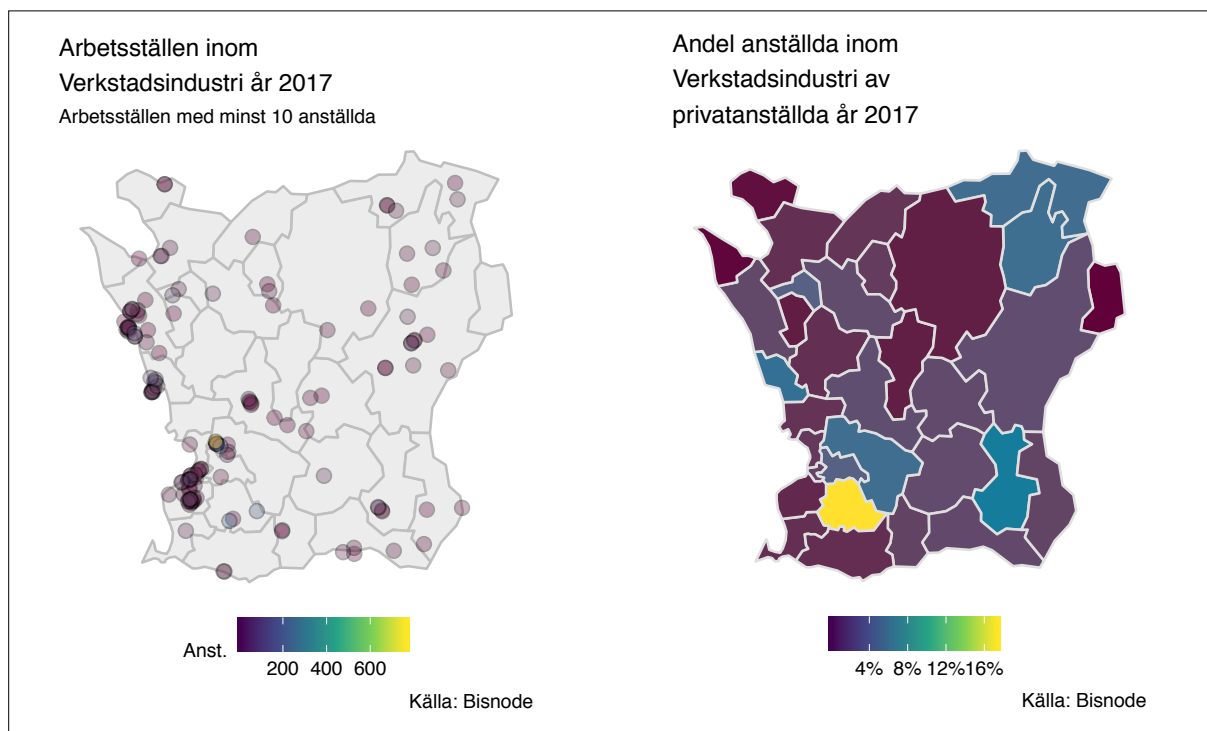 Arbetsställen inom
Verkstadsindustri år 2017
Arbetsställen med minst 10 anställda
Anst.
200 400 600
Källa: Bisnode
Andel anställda inom
Verkstadsindustri av
privatanställda år 2017
4% 8% 12% 16%
Källa: Bisnode